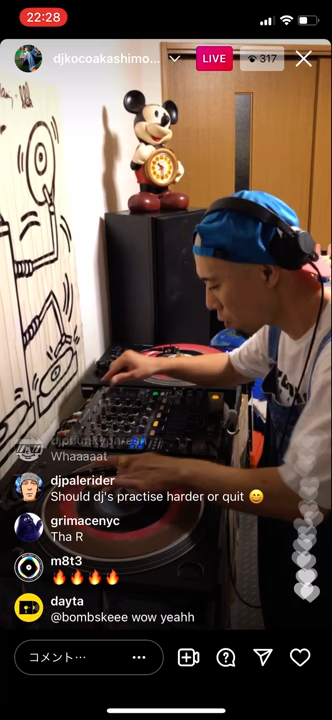 22:28
djkocoakashimo...
LIVE
317
Whaaaaat
djpalerider
Should dj's practise harder or quit 😄
grimacenyc
Tha R
m8t3
🔥🔥🔥🔥
dayta
@bombskeee wow yeahh
コメント…